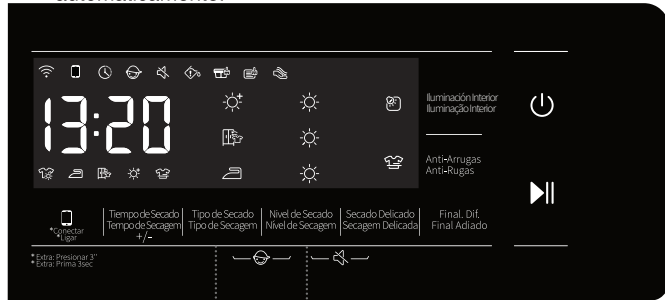 automáticamente.
13:20
Iluminación Interior
Iluminação Interior
Anti-Arrugas
Anti-Rugas
*Conectar
*Ligar
Tiempo de Secado
Tempo de Secagem
+/-
Tipo de Secado
Tipo de Secagem
Nivel de Secado
Nível de Secagem
Secado Delicado
Secagem Delicada
Final. Dif.
Final Adiado
* Extra: Presionar 3"
* Extra: Prima 3sec